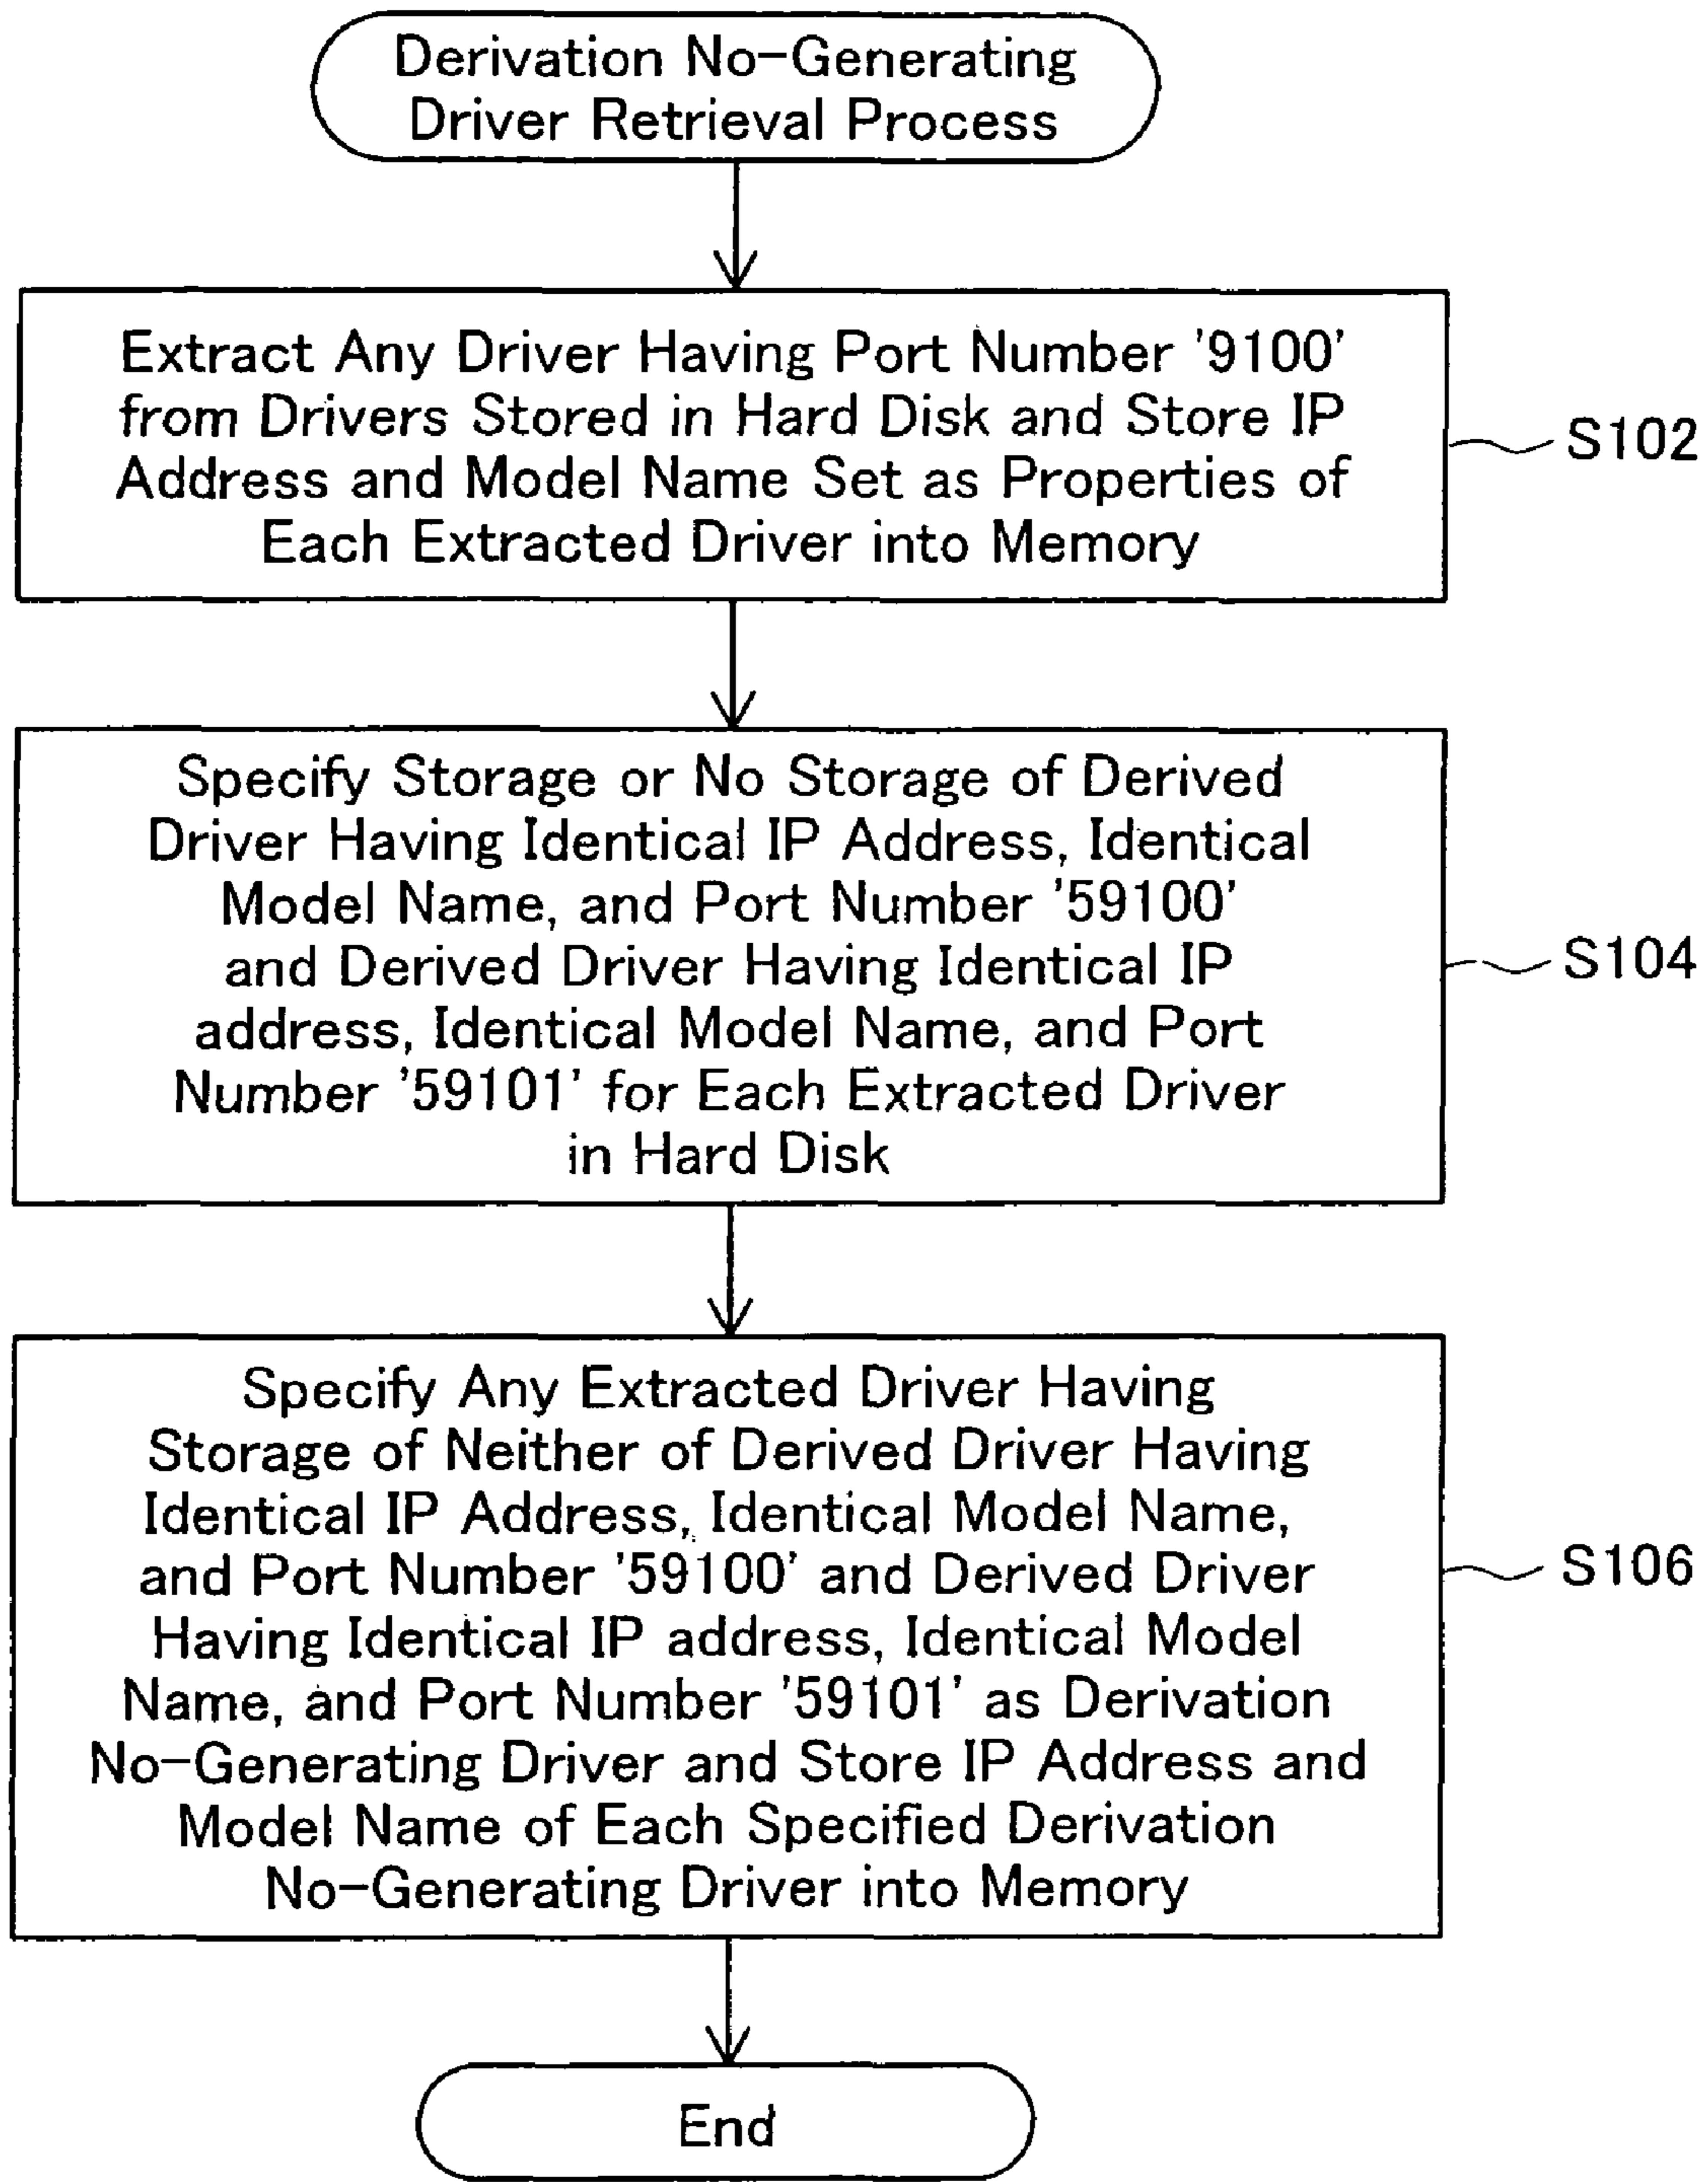 Derivation No-Generating
Driver Retrieval Process
Extract Any Driver Having Port Number '9100'
from Drivers Stored in Hard Disk and Store IP
Address and Model Name Set as Properties of
Each Extracted Driver into Memory
S102
Specify Storage or No Storage of Derived
Driver Having Identical IP Address, Identical
Model Name, and Port Number '59100'
and Derived Driver Having Identical IP
address, Identical Model Name, and Port
Number '59101' for Each Extracted Driver
in Hard Disk
S104
Specify Any Extracted Driver Having
Storage of Neither of Derived Driver Having
Identical IP Address, Identical Model Name,
and Port Number '59100' and Derived Driver
Having Identical IP address, Identical Model
Name, and Port Number '59101' as Derivation
No-Generating Driver and Store IP Address and
Model Name of Each Specified Derivation
No-Generating Driver into Memory
S106
End